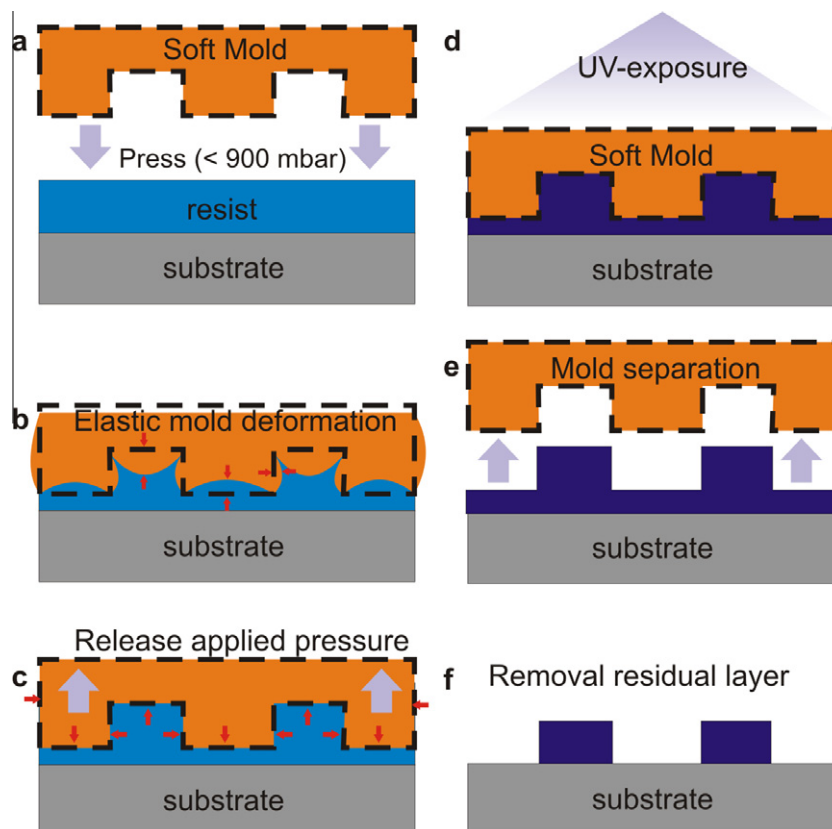 a
Soft Mold
Press (< 900 mbar)
resist
substrate
b
Elastic mold deformation
substrate
Release applied pressure
c
substrate
d
UV-exposure
Soft Mold
substrate
e
Mold separation
substrate
f
Removal residual layer
substrate